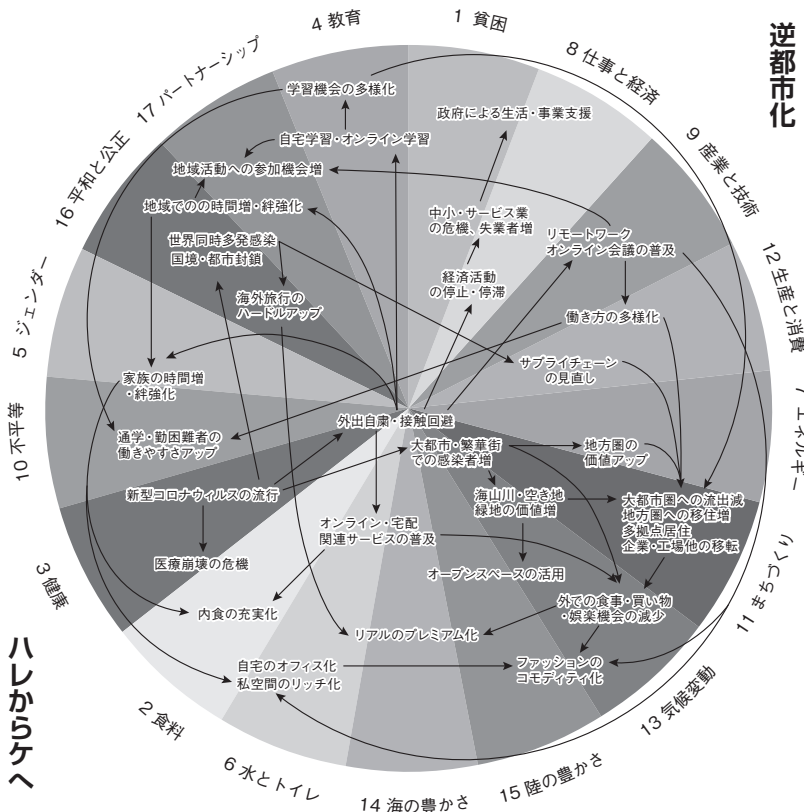 逆都市化
ハレからケへ
1 貧困
8 仕事と経済
9 産業と技術
12 生産と消費
7 エネルギー
11 まちづくり
13 気候変動
15 陸の豊かさ
14 海の豊かさ
6 水とトイレ
2 食料
3 健康
10 不平等
5 ジェンダー
16 平和と公正
17 パートナーシップ
4 教育
学習機会の多様化
政府による生活・事業支援
自宅学習・オンライン学習
地域活動への参加機会増
地域でのの時間増・絆強化
中小・サービス業
の危機、失業者増
リモートワーク
オンライン会議の普及
世界同時多発感染
国境・都市封鎖
海外旅行の
ハードルアップ
経済活動
の停止・停滞
働き方の多様化
サプライチェーン
の見直し
家族の時間増
・絆強化
外出自粛・接触回避
通学・勤困難者の
働きやすさアップ
大都市・繁華街
での感染者増
地方圏の
価値アップ
新型コロナウィルスの流行
海山川・空き地
緑地の価値増
大都市圏への流出減
地方圏への移住増
多拠点居住
企業・工場他の移転
オンライン・宅配
関連サービスの普及
医療崩壊の危機
オープンスペースの活用
内食の充実化
外での食事・買い物
・娯楽機会の減少
リアルのプレミアム化
自宅のオフィス化
私空間のリッチ化
ファッションの
コモディティ化